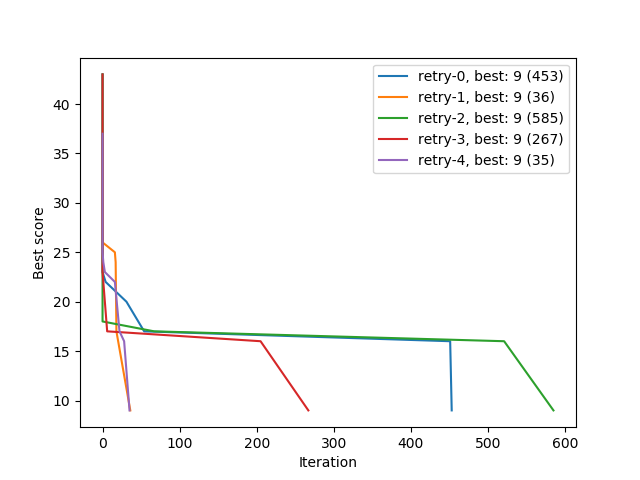 retry-0, best: 9 (453)
retry-1, best: 9 (36)
retry-2, best: 9 (585)
retry-3, best: 9 (267)
retry-4, best: 9 (35)
Best score
40
35
30
25
20
15
10
0 100 200 300 400 500 600
Iteration